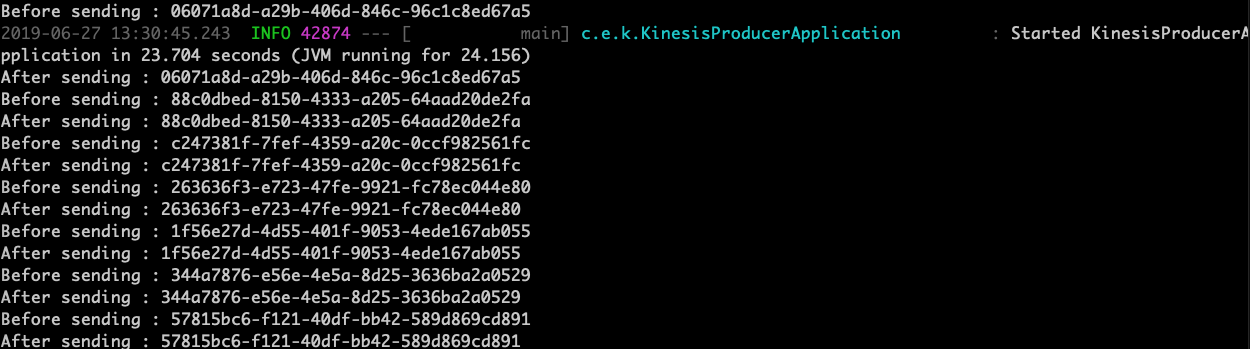 Before sending : 06071a8d-a29b-406d-846c-96c1c8ed67a5
2019-06-27 13:30:45.243  INFO 42874 --- [           main] c.e.k.KinesisProducerApplication         : Started KinesisProducerA
pplication in 23.704 seconds (JVM running for 24.156)
After sending : 06071a8d-a29b-406d-846c-96c1c8ed67a5
Before sending : 88c0dbed-8150-4333-a205-64aad20de2fa
After sending : 88c0dbed-8150-4333-a205-64aad20de2fa
Before sending : c247381f-7fef-4359-a20c-0ccf982561fc
After sending : c247381f-7fef-4359-a20c-0ccf982561fc
Before sending : 263636f3-e723-47fe-9921-fc78ec044e80
After sending : 263636f3-e723-47fe-9921-fc78ec044e80
Before sending : 1f56e27d-4d55-401f-9053-4ede167ab055
After sending : 1f56e27d-4d55-401f-9053-4ede167ab055
Before sending : 344a7876-e56e-4e5a-8d25-3636ba2a0529
After sending : 344a7876-e56e-4e5a-8d25-3636ba2a0529
Before sending : 57815bc6-f121-40df-bb42-589d869cd891
After sending : 57815bc6-f121-40df-bb42-589d869cd891